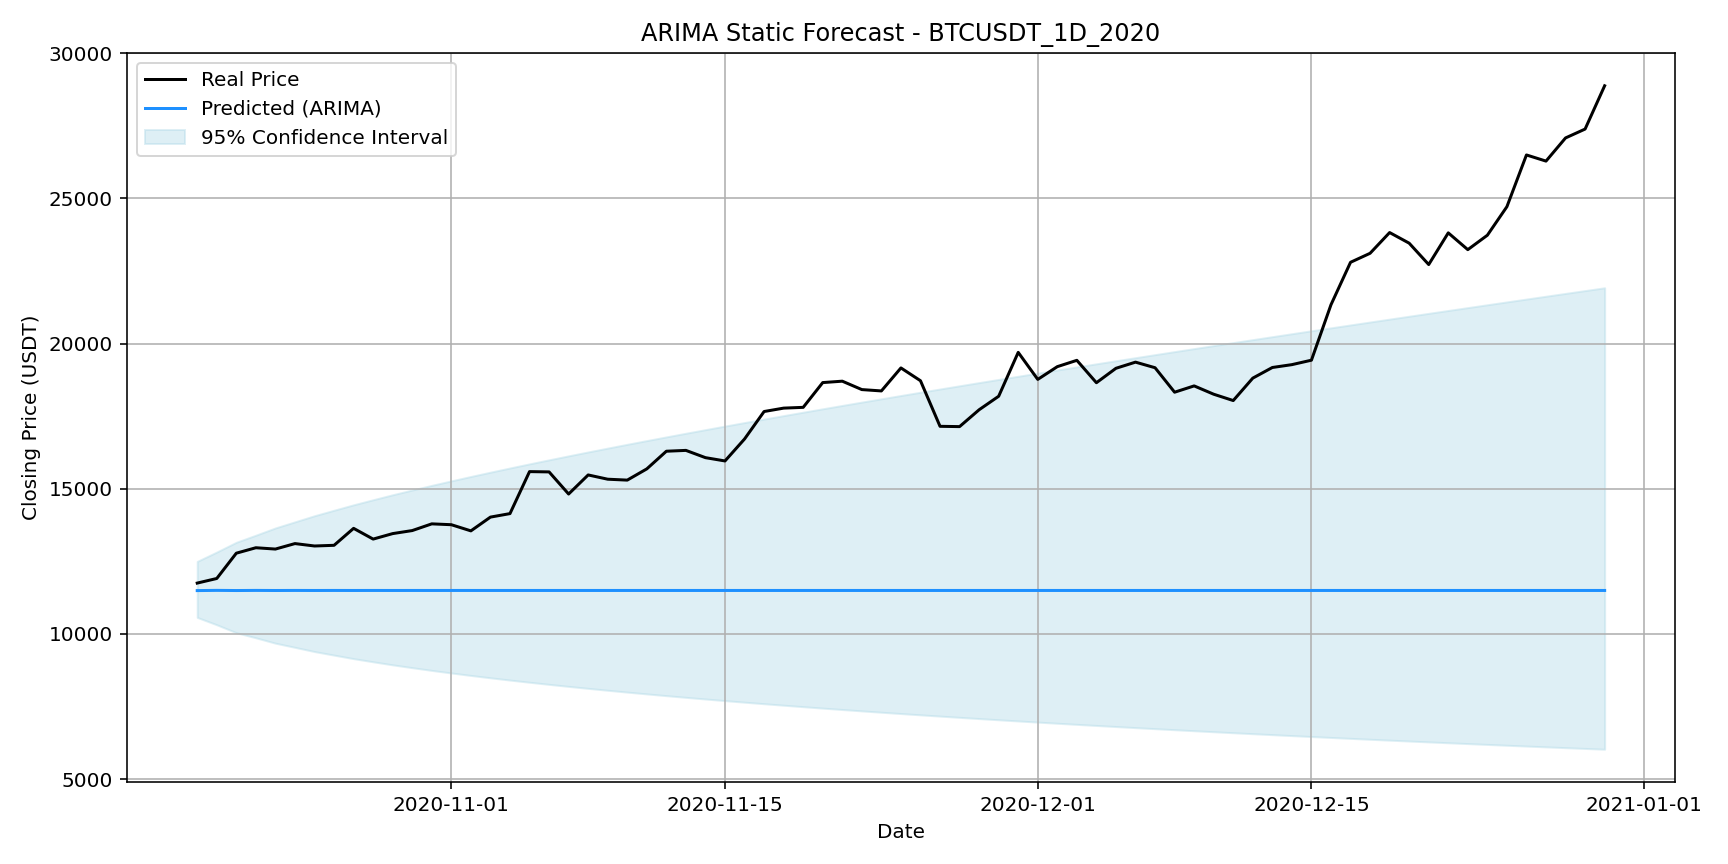 ARIMA Static Forecast - BTCUSDT_1D_2020
Real Price
Predicted (ARIMA)
95% Confidence Interval
Closing Price (USDT)
30000
25000
20000
15000
10000
5000
2020-11-01
2020-11-15
2020-12-01
2020-12-15
2021-01-01
Date